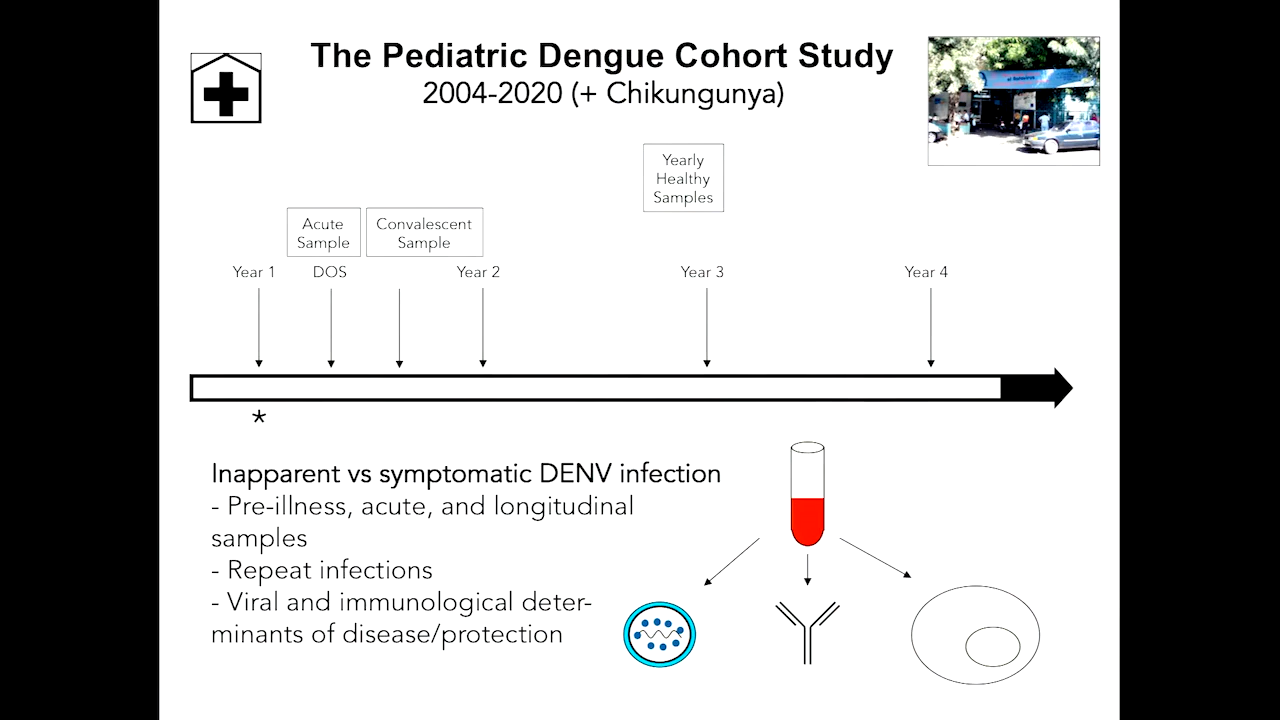 The Pediatric Dengue Cohort Study
2004-2020 (+ Chikungunya)
Yearly
Healthy
Samples
Acute
Sample
Convalescent
Sample
Year 1
DOS
Year 2
Year 3
Year 4
*
Inapparent vs symptomatic DENV infection
- Pre-illness, acute, and longitudinal
samples
- Repeat infections
- Viral and immunological deter-
minants of disease/protection